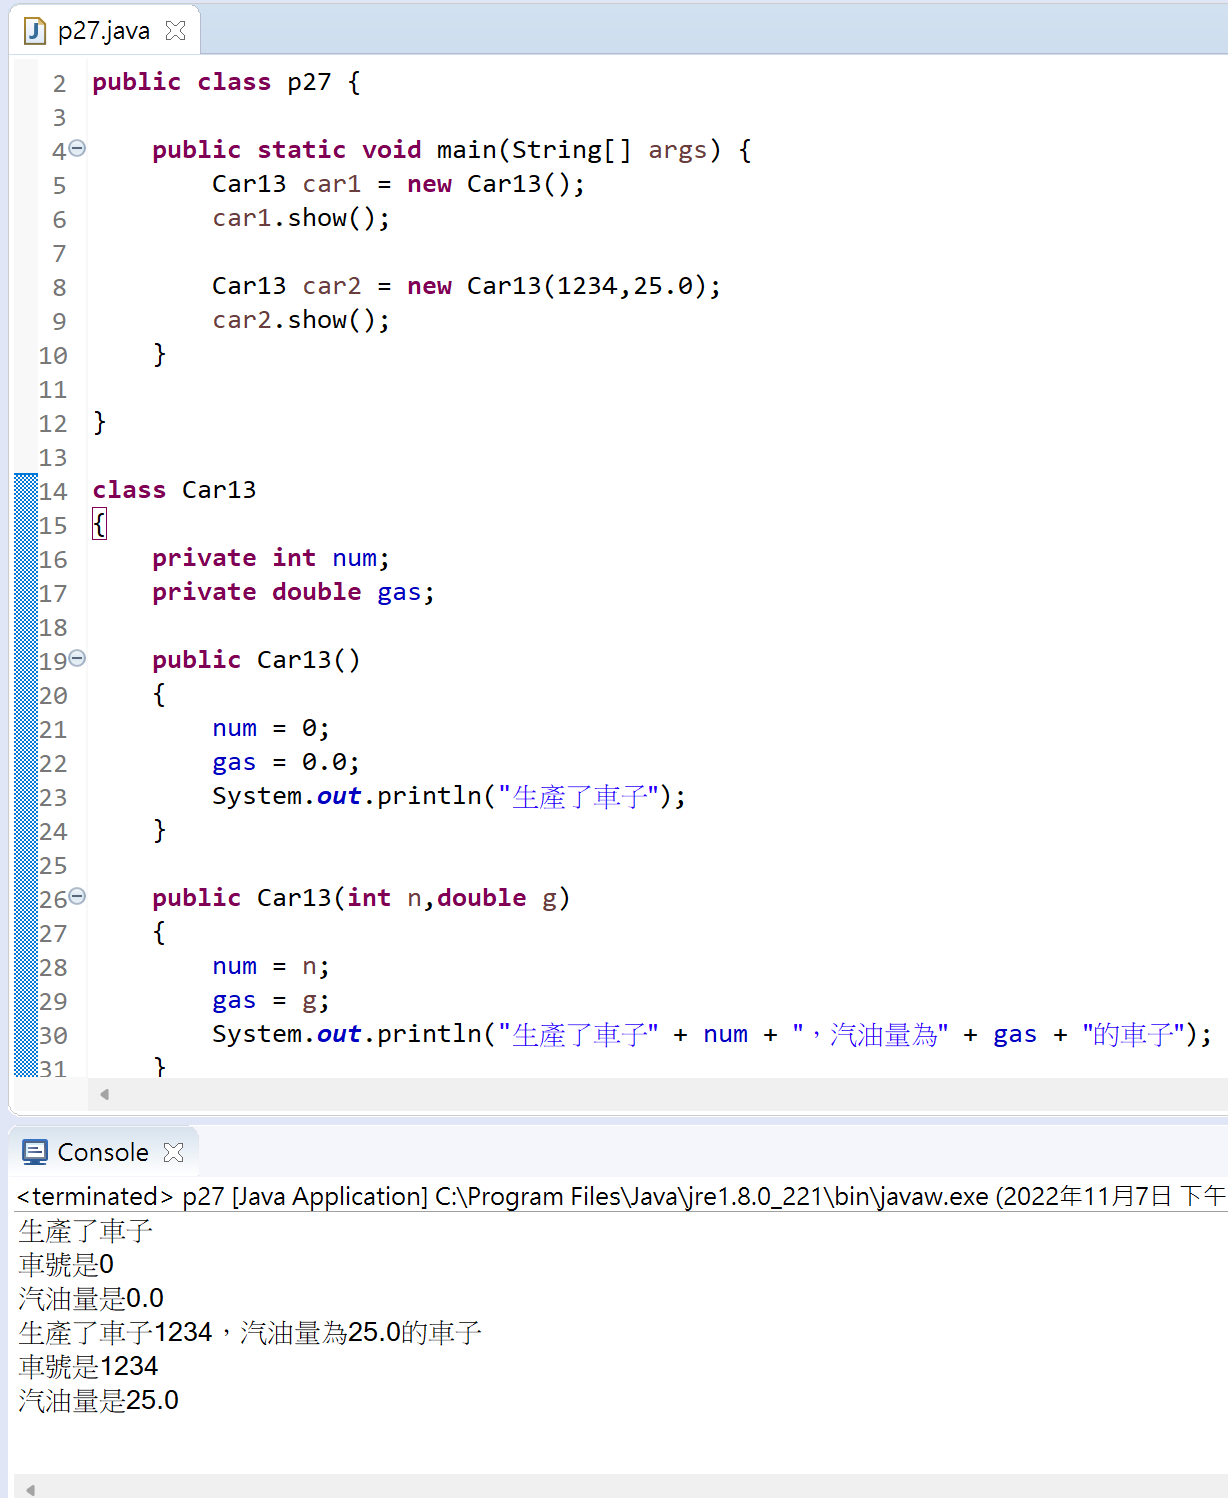 p27.java
2 public class p27 {
3
4 public static void main(String[] args) {
5 Car13 car1 = new Car13();
6 car1.show();
7
8 Car13 car2 = new Car13(1234,25.0);
9 car2.show();
10 }
11
12 }
13
14 class Car13
15 {
16 private int num;
17 private double gas;
18
19 public Car13()
20 {
21 num = 0;
22 gas = 0.0;
23 System.out.println("生產了車子");
24 }
25
26 public Car13(int n,double g)
27 {
28 num = n;
29 gas = g;
30 System.out.println("生產了車子" + num + "，汽油量為" + gas + "的車子");
31 }
Console
<terminated> p27 [Java Application] C:\Program Files\Java\jre1.8.0_221\bin\javaw.exe (2022年11月7日 下午
生產了車子
車號是0
汽油量是0.0
生產了車子1234，汽油量為25.0的車子
車號是1234
汽油量是25.0